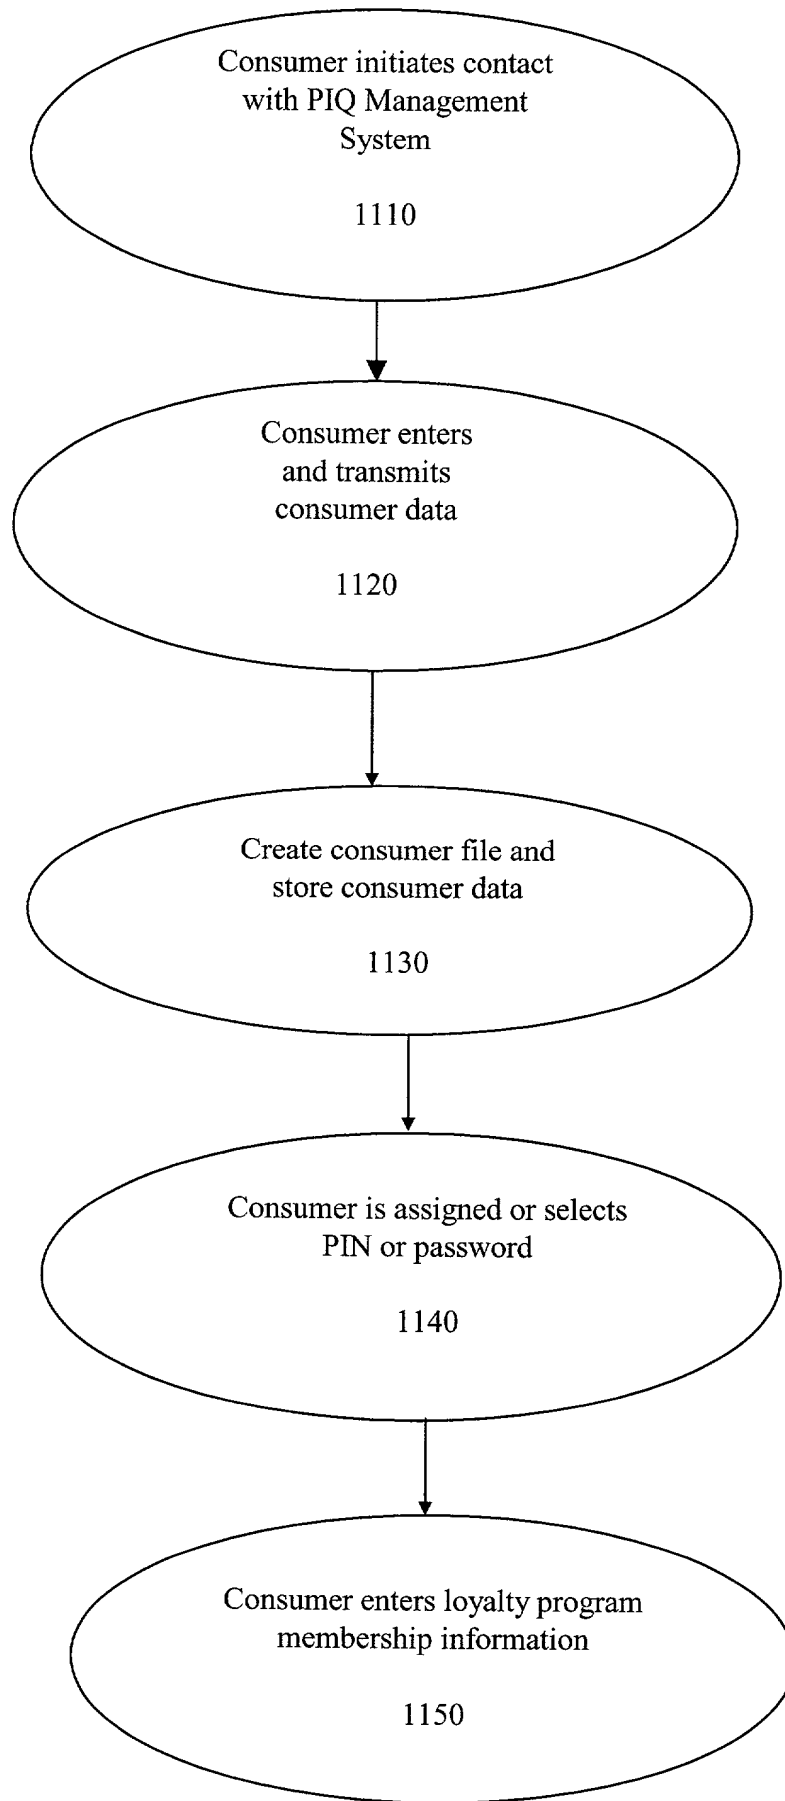 Consumer initiates contact
with PIQ Management
System
1110
Consumer enters
and transmits
consumer data
1120
Create consumer file and
store consumer data
1130
Consumer is assigned or selects
PIN or password
1140
Consumer enters loyalty program
membership information
1150